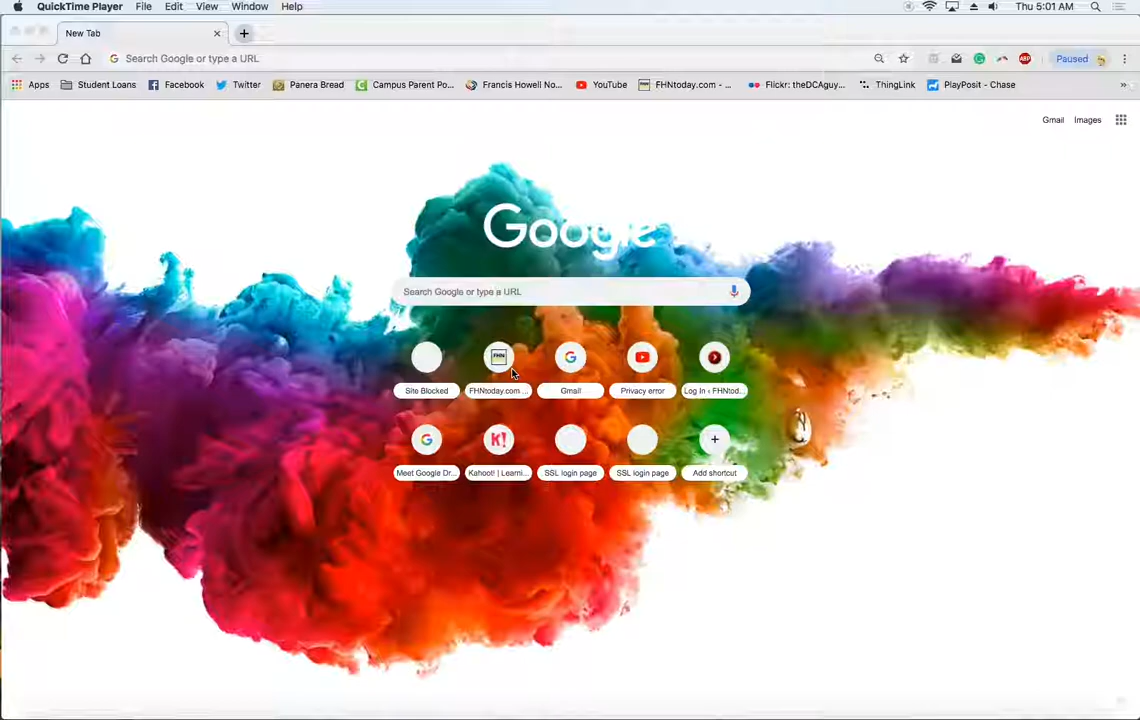 QuickTime Player File Edit View Window Help Thu 5:01 AM
New Tab
Search Google or type a URL Paused
Apps Student Loans Facebook Twitter Panera Bread Campus Parent Po... Francis Howell No... YouTube FHNtoday.com - ... Flickr: theDCAguy... ThingLink PlayPosit - Chase »
Gmail Images
Google
Search Google or type a URL
Site Blocked FHNtoday.com ... Gmail Privacy error Log In ‹ FHNtod...
Meet Google Dr... Kahoot! | Learni... SSL login page SSL login page Add shortcut